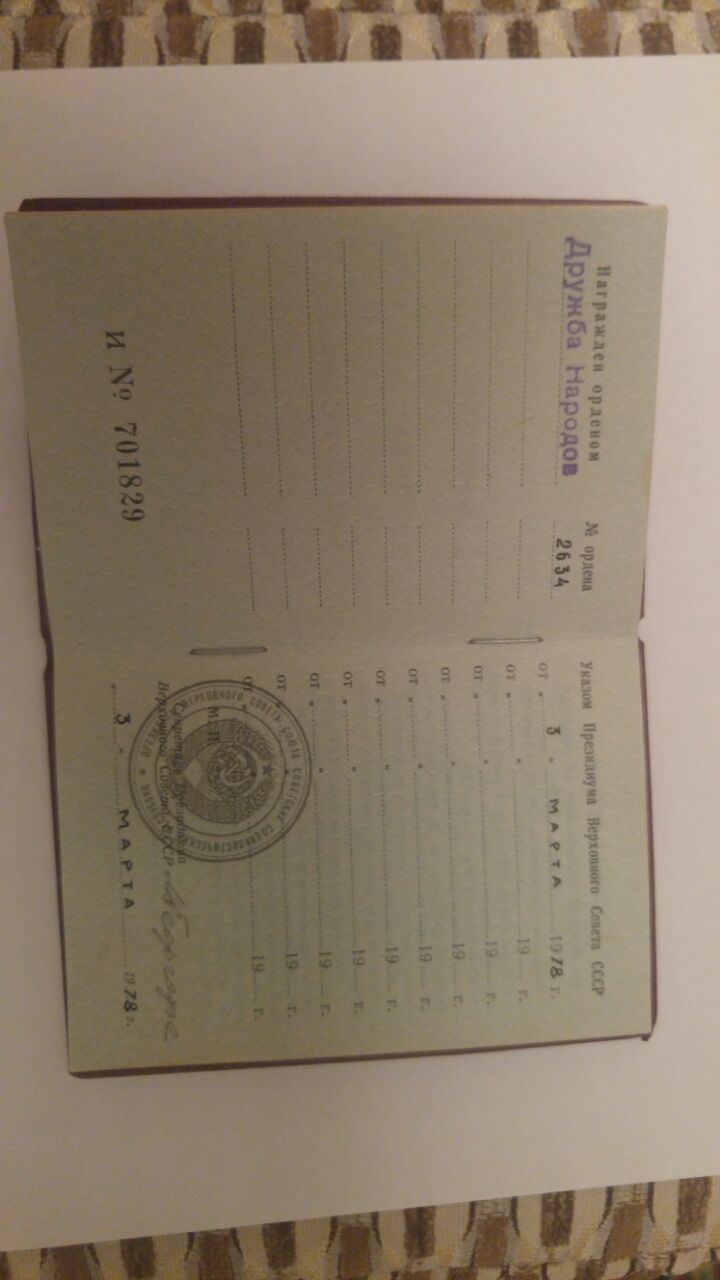 Награжден орденом
Дружба Народов
№ ордена
2634
И № 701829
Указом Президиума Верховного Совета СССР
от „ 3 “ МАРТА 1978 г.
от „ “ 19 г.
от „ “ 19 г.
от „ “ 19 г.
от „ “ 19 г.
от „ “ 19 г.
от „ “ 19 г.
от „ “ 19 г.
от „ “ 19 г.
от „ “ 19 г.
М.П.
Секретарь Президиума
Верховного Совета СССР
„ 3 “ МАРТА 1978 г.